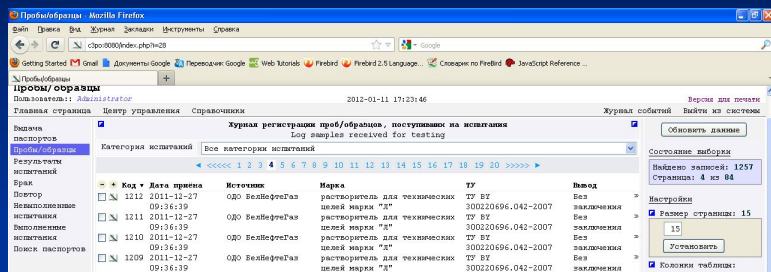 Пробы/образцы - Mozilla Firefox
Файл Правка Вид Журнал Закладки Инструменты Справка
c3po:8080/index.php?i=28
Google
Getting Started Gmail Документы Google Переводчик Google Web Tutorials Firebird Firebird 2.5 Language... Словарик по FireBird JavaScript Reference ...
Пробы/образцы
Пробы/образцы
Пользователь:: Administrator 2012-01-11 17:23:46 Версия для печати
Главная страница Центр управления Справочники Журнал событий Выйти из системы
Выдача паспортов
Пробы/образцы
Результаты испытаний
Брак
Повтор
Невыполненные испытания
Выполненные испытания
Поиск паспортов
Журнал регистрации проб/образцов, поступивших на испытания
Log samples received for testing
Категория испытаний Все категории испытаний
◄ <<<<< 1 2 3 4 5 6 7 8 9 10 11 12 13 14 15 16 17 18 19 20 >>>>> ►
Код ▼ Дата приёма Источник Марка ТУ Вывод
1212 2011-12-27 ОДО БелНефтеГаз растворитель для технических ТУ BY Без »
09:36:39 целей марки "Л" 300220696.042-2007 заключения
1211 2011-12-27 ОДО БелНефтеГаз растворитель для технических ТУ BY Без »
09:36:39 целей марки "Л" 300220696.042-2007 заключения
1210 2011-12-27 ОДО БелНефтеГаз растворитель для технических ТУ BY Без »
09:36:39 целей марки "Л" 300220696.042-2007 заключения
1209 2011-12-27 ОДО БелНефтеГаз растворитель для технических ТУ BY Без »
09:36:39 целей марки "Л" 300220696.042-2007 заключения
Обновить данные
Состояние выборки
Найдено записей: 1257
Страница: 4 из 84
Настройки
Размер страницы: 15
15
Установить
Колонки таблицы: